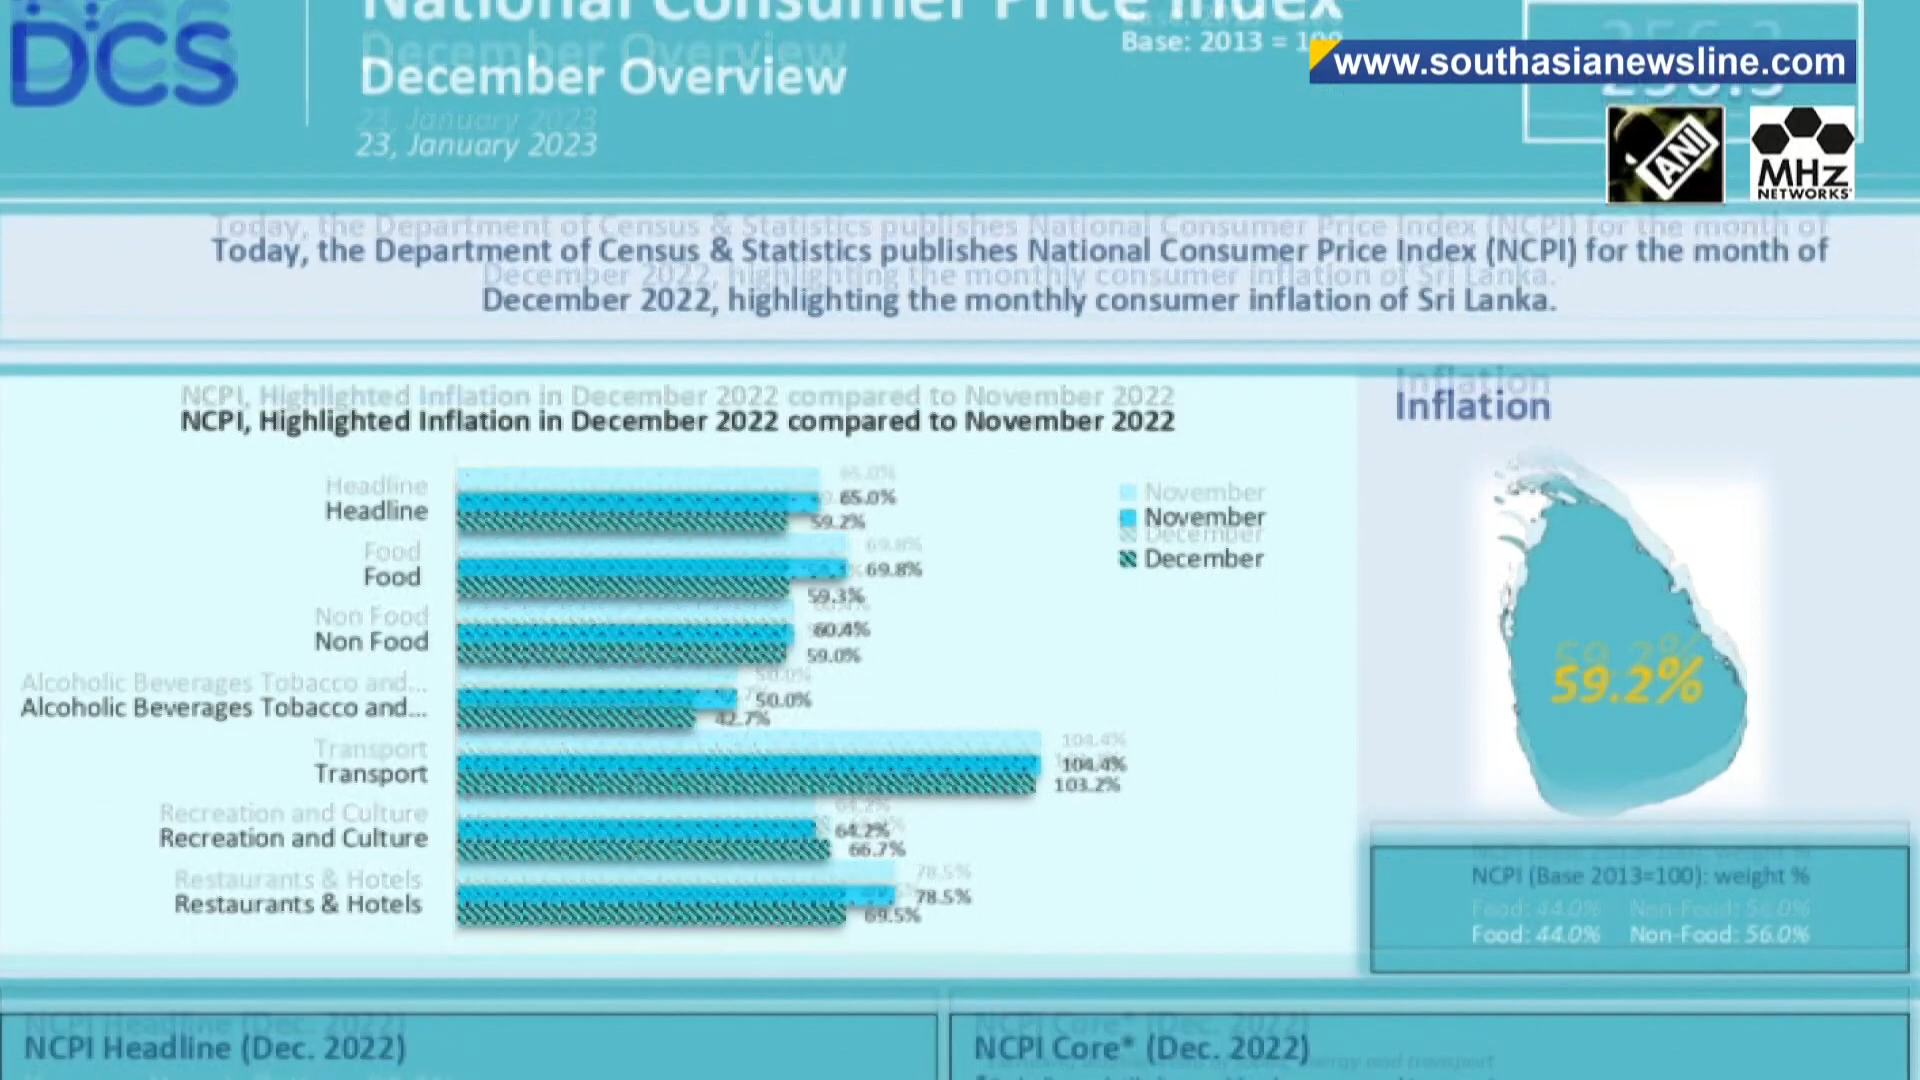 DCS
National Consumer Price Index
December Overview
23, January 2023
Base: 2013 = 100
www.southasianewsline.com
ANI
MHz
NETWORKS
Today, the Department of Census & Statistics publishes National Consumer Price Index (NCPI) for the month of
December 2022, highlighting the monthly consumer inflation of Sri Lanka.
NCPI, Highlighted Inflation in December 2022 compared to November 2022
Headline 65.0%
59.2%
Food 69.8%
59.3%
Non Food 60.4%
59.0%
Alcoholic Beverages Tobacco and... 50.0%
42.7%
Transport 104.4%
103.2%
Recreation and Culture 64.2%
66.7%
Restaurants & Hotels 78.5%
69.5%
November
December
Inflation
59.2%
NCPI (Base 2013=100): weight %
Food: 44.0% Non-Food: 56.0%
NCPI Headline (Dec. 2022)
NCPI Core* (Dec. 2022)